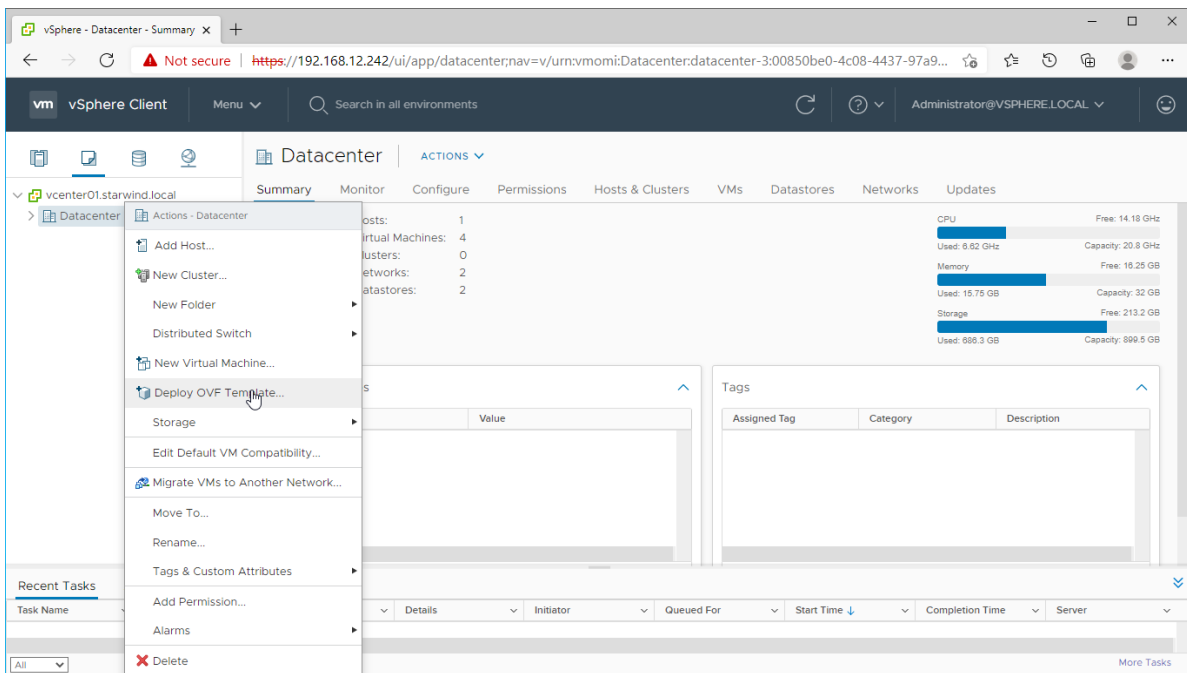 vSphere - Datacenter - Summary
Not secure | https://192.168.12.242/ui/app/datacenter;nav=v/urn:vmomi:Datacenter:datacenter-3:00850be0-4c08-4437-97a9...
vm vSphere Client Menu Search in all environments Administrator@VSPHERE.LOCAL
Datacenter ACTIONS
vcenter01.starwind.local
Datacenter
Summary Monitor Configure Permissions Hosts & Clusters VMs Datastores Networks Updates
osts: 1
irtual Machines: 4
lusters: 0
etworks: 2
atastores: 2
CPU Free: 14.18 GHz
Used: 6.62 GHz Capacity: 20.8 GHz
Memory Free: 16.25 GB
Used: 15.75 GB Capacity: 32 GB
Storage Free: 213.2 GB
Used: 686.3 GB Capacity: 899.5 GB
Actions - Datacenter
Add Host...
New Cluster...
New Folder
Distributed Switch
New Virtual Machine...
Deploy OVF Template...
Storage
Edit Default VM Compatibility...
Migrate VMs to Another Network...
Move To...
Rename...
Tags & Custom Attributes
Add Permission...
Alarms
Delete
s
Value
Tags
Assigned Tag Category Description
Recent Tasks
Task Name Details Initiator Queued For Start Time Completion Time Server
All More Tasks